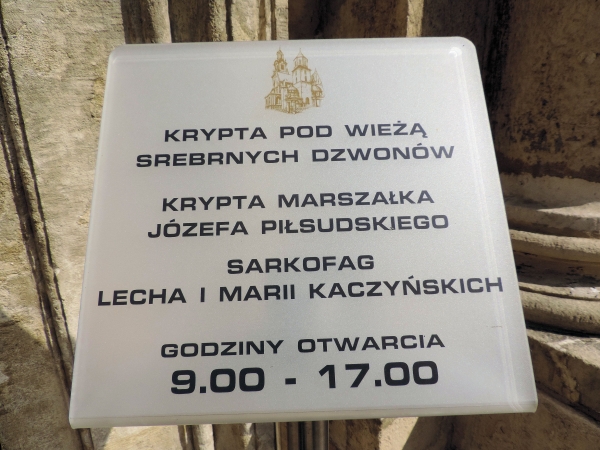 KRYPTA POD WIEŻĄ
SREBRNYCH DZWONÓW
KRYPTA MARSZAŁKA
JÓZEFA PIŁSUDSKIEGO
SARKOFAG
LECHA I MARII KACZYŃSKICH
GODZINY OTWARCIA
9.00 - 17.00